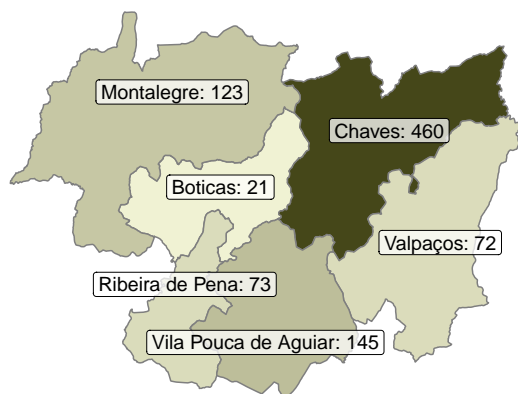 Montalegre: 123
Chaves: 460
Boticas: 21
Valpaços: 72
Ribeira de Pena: 73
Vila Pouca de Aguiar: 145